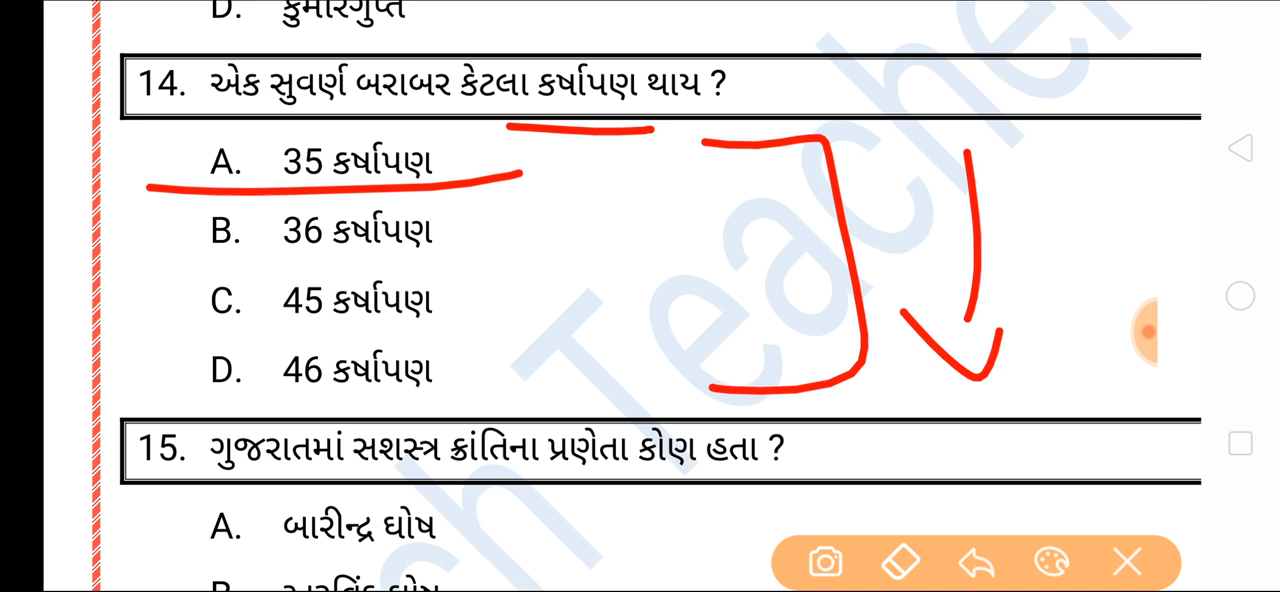 D. કુમારગુપ્ત
14. એક સુવર્ણ બરાબર કેટલા કર્ષાપણ થાય ?
A. 35 કર્ષાપણ
B. 36 કર્ષાપણ
C. 45 કર્ષાપણ
D. 46 કર્ષાપણ
15. ગુજરાતમાં સશસ્ત્ર ક્રાંતિના પ્રણેતા કોણ હતા ?
A. બારીન્દ્ર ઘોષ
Teacher